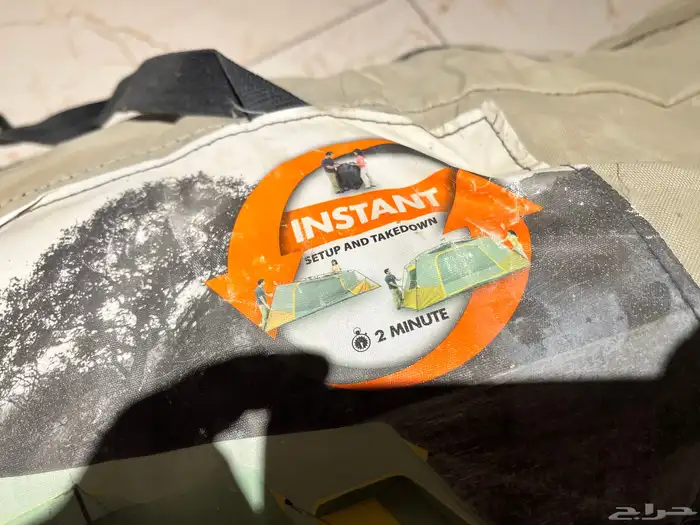 INSTANT
SETUP AND TAKEDOWN
2 MINUTE
حراج